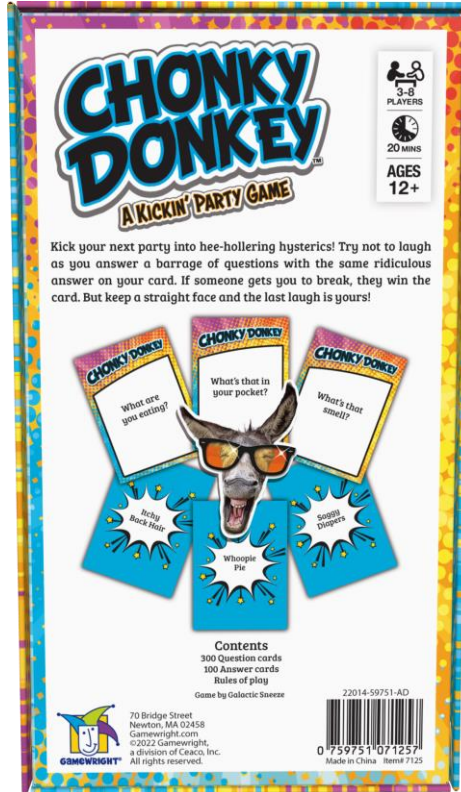 CHONKY
DONKEY™
A KICKIN' PARTY GAME
3-8
PLAYERS
20 MINS
AGES
12+
Kick your next party into hee-hollering hysterics! Try not to laugh
as you answer a barrage of questions with the same ridiculous
answer on your card. If someone gets you to break, they win the
card. But keep a straight face and the last laugh is yours!
CHONKY DONKEY
What are
you eating?
CHONKY DONKEY
What's that in
your pocket?
CHONKY DONKEY
What's that
smell?
Itchy
Back Hair
Whoopie
Pie
Soggy
Diapers
Contents
300 Question cards
100 Answer cards
Rules of play
Game by Galactic Sneeze
GAMEWRIGHT®
70 Bridge Street
Newton, MA 02458
Gamewright.com
©2022 Gamewright,
a division of Ceaco, Inc.
All rights reserved.
22014-59751-AD
0 759751 071257
Made in China Item# 7125